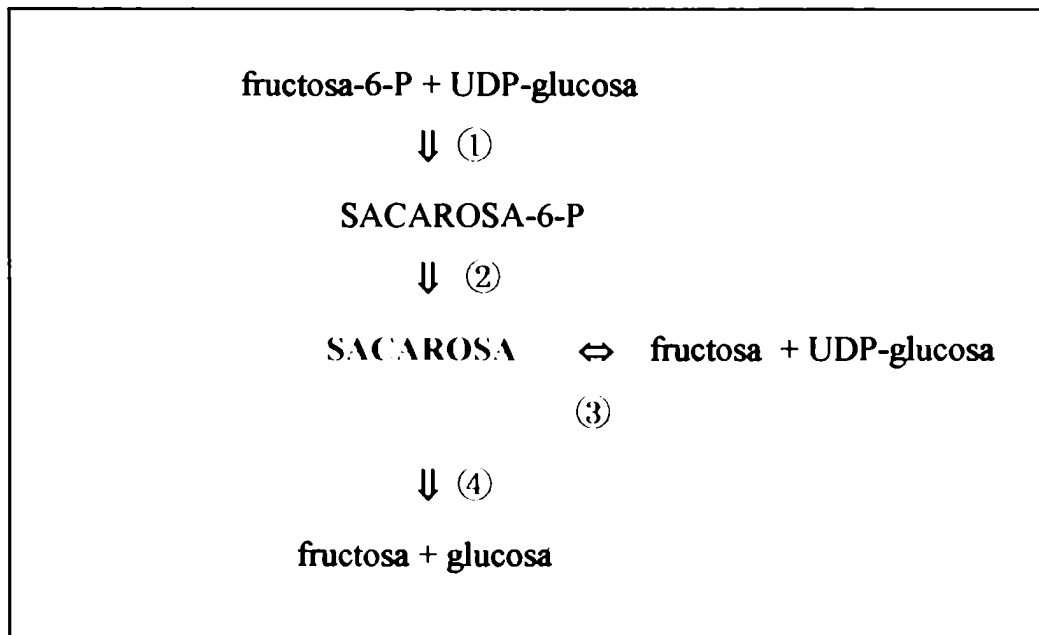 fructosa-6-P + UDP-glucosa
⇓ ①
SACAROSA-6-P
⇓ ②
SACAROSA ⇔ fructosa + UDP-glucosa
③
⇓ ④
fructosa + glucosa